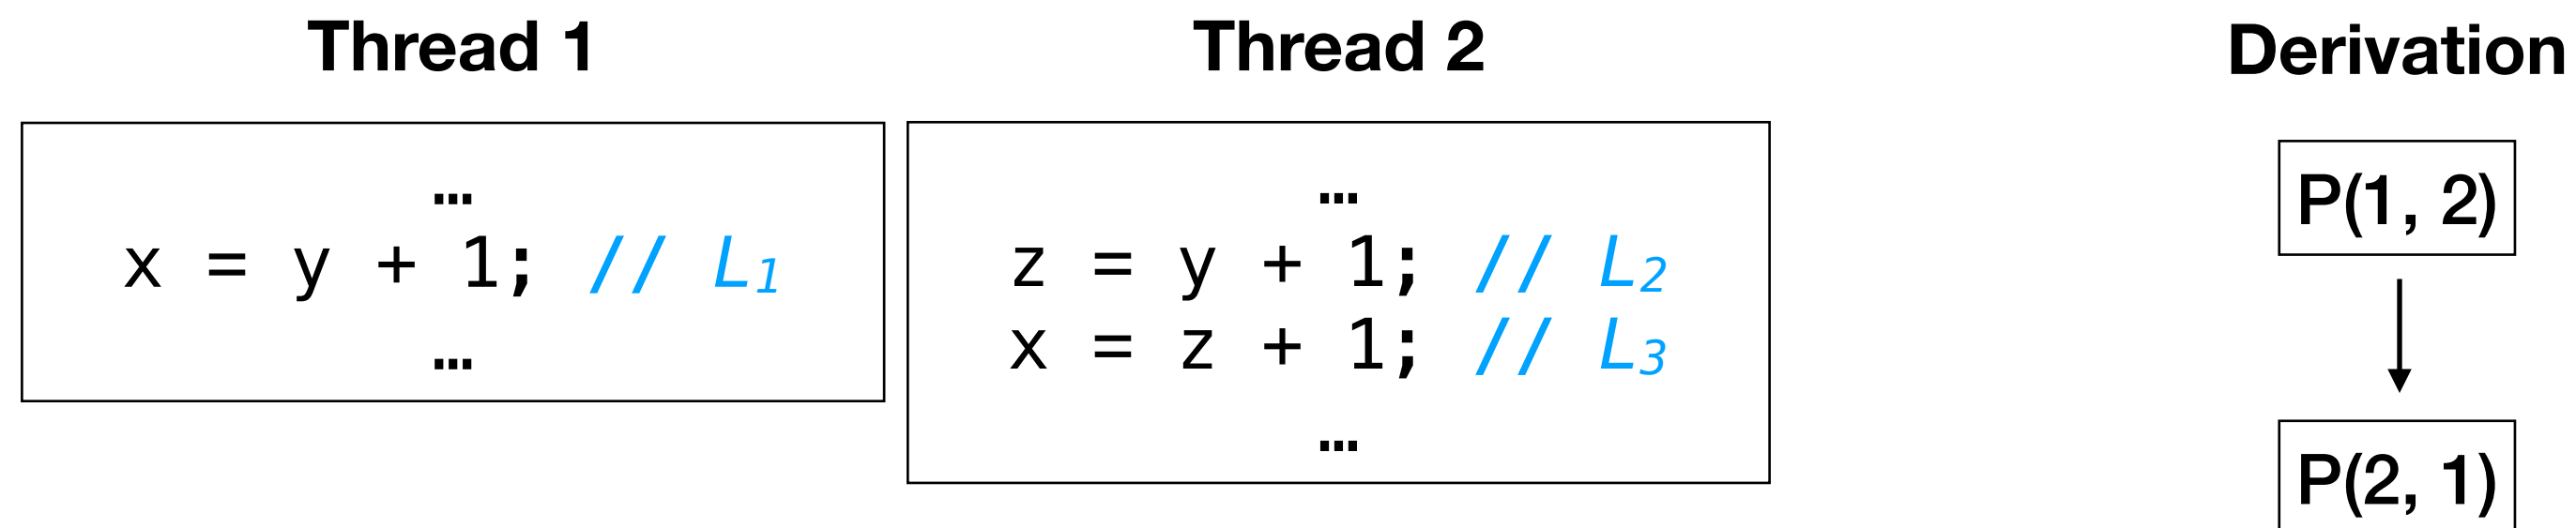 Thread 1
…
x = y + 1; // L₁
…
Thread 2
…
z = y + 1; // L₂
x = z + 1; // L₃
…
Derivation
P(1, 2)
P(2, 1)